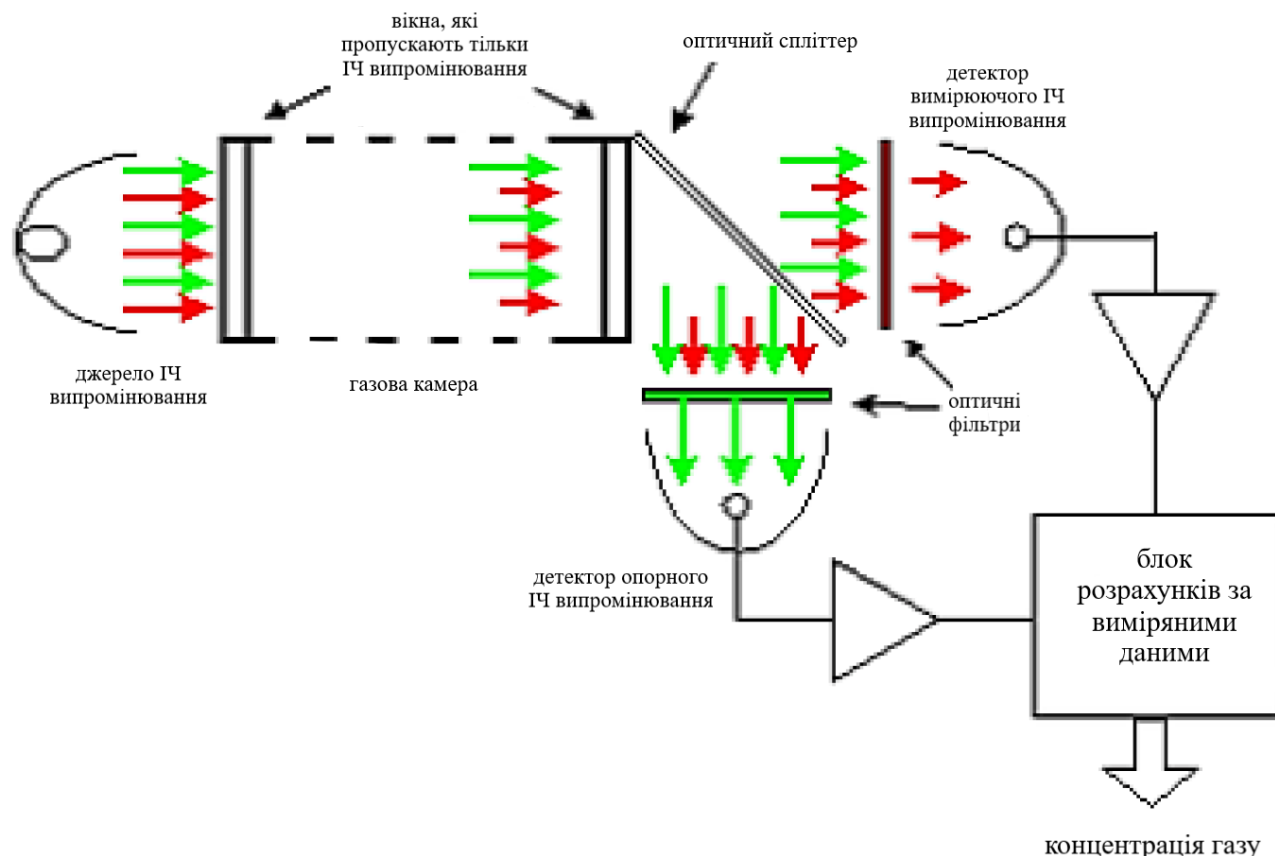 вікна, які
пропускають тільки
ІЧ випромінювання
оптичний спліттер
детектор
вимірюючого ІЧ
випромінювання
джерело ІЧ
випромінювання
газова камера
оптичні
фільтри
детектор опорного
ІЧ випромінювання
блок
розрахунків за
виміряними
даними
концентрація газу